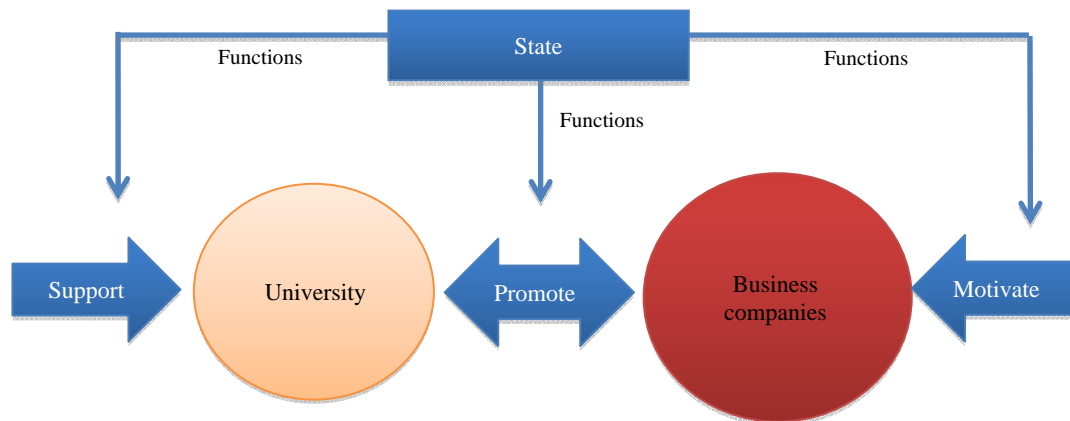 State
Functions
Functions
Functions
Support
University
Promote
Business
companies
Motivate